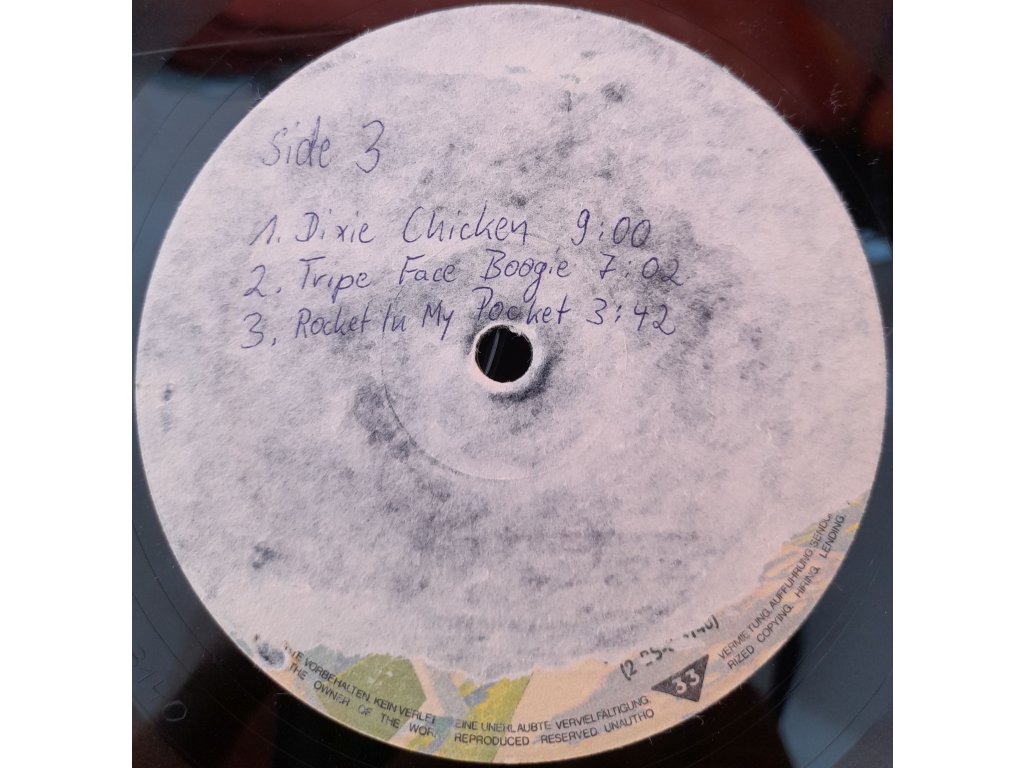 Side 3
1. Dixie Chicken 9:00
2. Tripe Face Boogie 7:02
3. Rocket In My Pocket 3:42
33
VORBEHALTEN. KEIN VERLEI
THE OWNER OF THE WOR
EINE UNERLAUBTE VERVIELFÄLTIGUNG,
REPRODUCED RESERVED. UNAUTHO
VERMIETUNG, AUFFÜHRUNG,
RIZED COPYING. HIRING. LENDING.